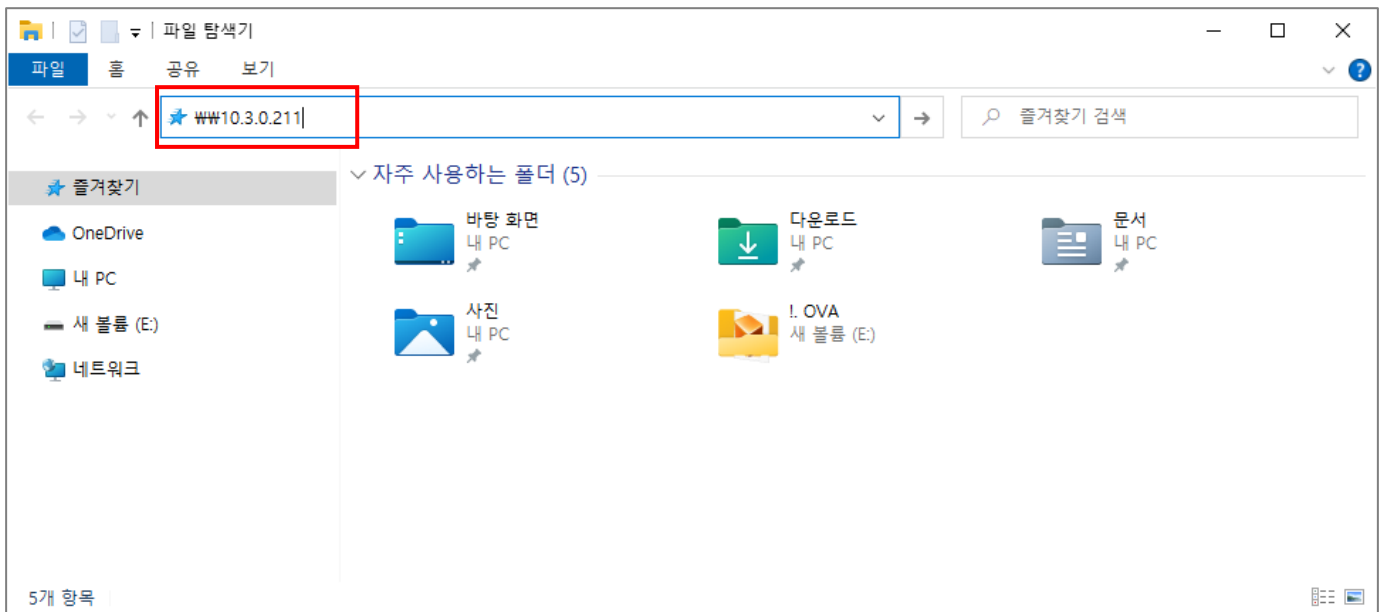 파일 탐색기
파일 홈 공유 보기
₩₩10.3.0.211
즐겨찾기 검색
즐겨찾기
OneDrive
내 PC
새 볼륨 (E:)
네트워크
자주 사용하는 폴더 (5)
바탕 화면
내 PC
다운로드
내 PC
문서
내 PC
사진
내 PC
!. OVA
새 볼륨 (E:)
5개 항목